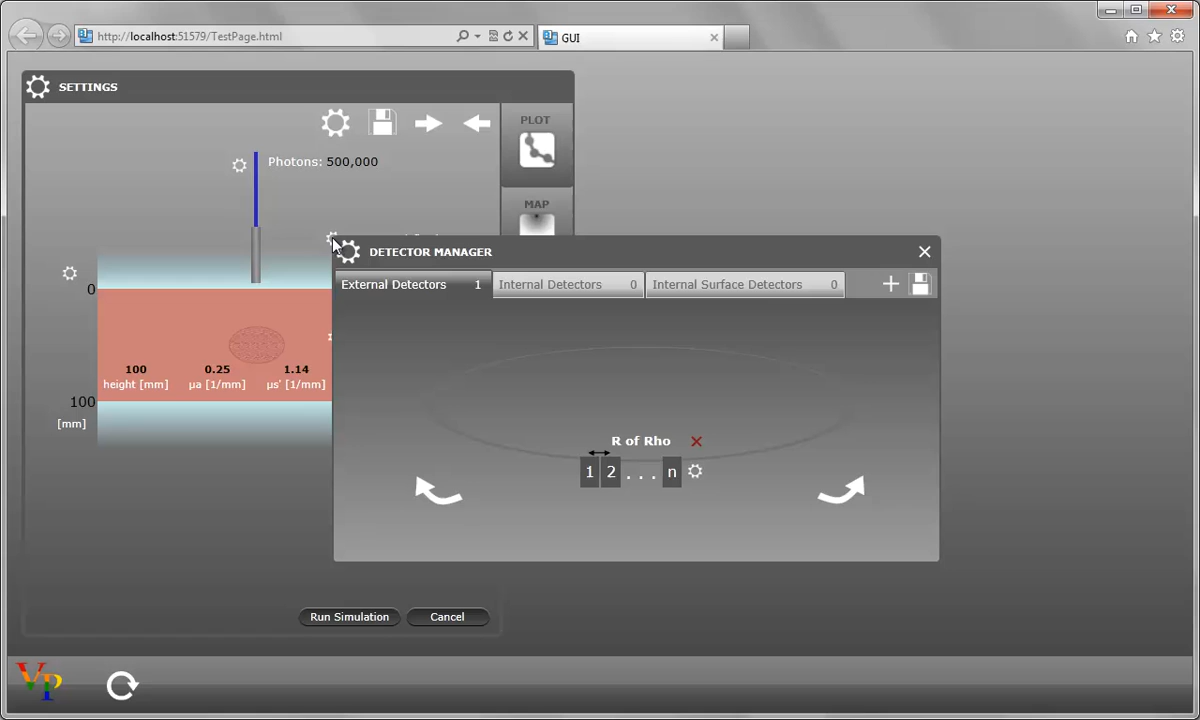 http://localhost:51579/TestPage.html
GUI
SETTINGS
PLOT
Photons: 500,000
MAP
DETECTOR MANAGER
External Detectors 1
Internal Detectors 0
Internal Surface Detectors 0
0
100 0.25 1.14
height [mm] µa [1/mm] µs' [1/mm]
100
[mm]
R of Rho
1 2 . . . n
Run Simulation
Cancel
VP